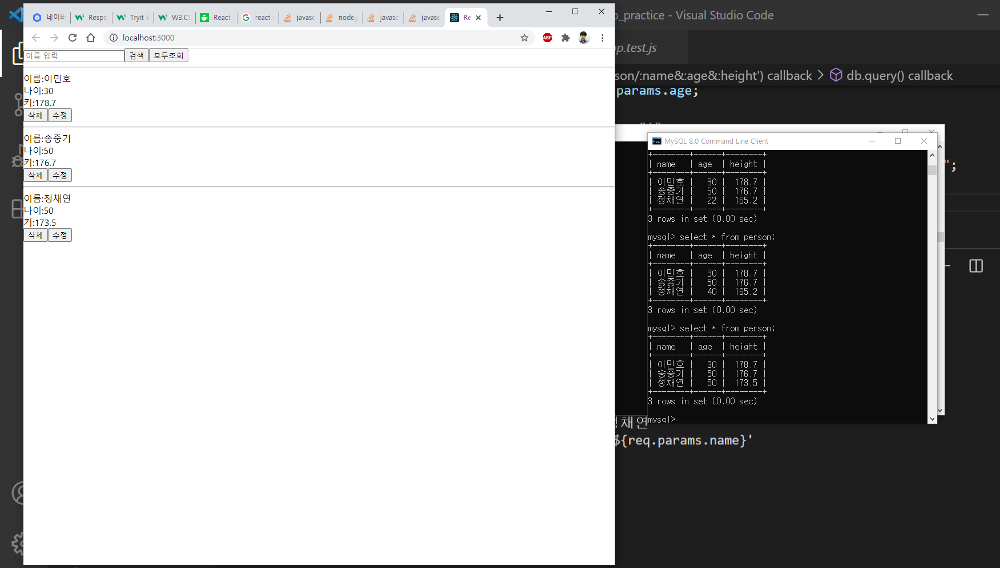 네이버
Respo
Tryit E
W3.CS
React
react
javasc
node.j
javasc
javasc
Re
localhost:3000
ABP
이름 입력 검색 모두조회
이름:이민호
나이:30
키:178.7
삭제 수정
이름:송중기
나이:50
키:176.7
삭제 수정
이름:정채연
나이:50
키:173.5
삭제 수정
_practice - Visual Studio Code
p.test.js
son/:name&:age&:height') callback > db.query() callback
params.age;
";
MySQL 8.0 Command Line Client
+--------+------+--------+
| name   | age  | height |
+--------+------+--------+
| 이민호 |   30 |  178.7 |
| 송중기 |   50 |  176.7 |
| 정채연 |   22 |  165.2 |
+--------+------+--------+
3 rows in set (0.00 sec)
mysql> select * from person;
+--------+------+--------+
| name   | age  | height |
+--------+------+--------+
| 이민호 |   30 |  178.7 |
| 송중기 |   50 |  176.7 |
| 정채연 |   40 |  165.2 |
+--------+------+--------+
3 rows in set (0.00 sec)
mysql> select * from person;
+--------+------+--------+
| name   | age  | height |
+--------+------+--------+
| 이민호 |   30 |  178.7 |
| 송중기 |   50 |  176.7 |
| 정채연 |   50 |  173.5 |
+--------+------+--------+
3 rows in set (0.00 sec)
mysql>
채연
${req.params.name}'